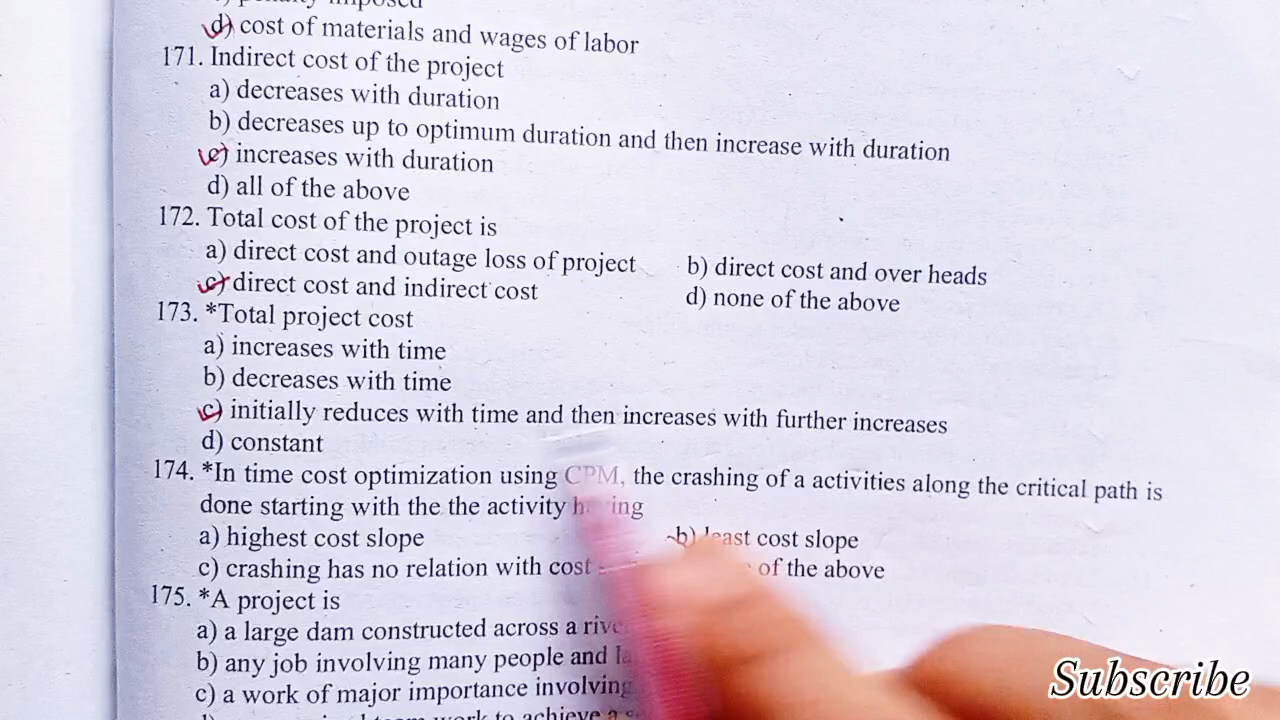 d) cost of materials and wages of labor
171. Indirect cost of the project
a) decreases with duration
b) decreases up to optimum duration and then increase with duration
c) increases with duration
d) all of the above
172. Total cost of the project is
a) direct cost and outage loss of project b) direct cost and over heads
c) direct cost and indirect cost d) none of the above
173. *Total project cost
a) increases with time
b) decreases with time
c) initially reduces with time and then increases with further increases
d) constant
174. *In time cost optimization using CPM, the crashing of a activities along the critical path is
done starting with the the activity having
a) highest cost slope b) least cost slope
c) crashing has no relation with cost of the above
175. *A project is
a) a large dam constructed across a
b) any job involving many people and
c) a work of major importance involving
work to achieve a
Subscribe